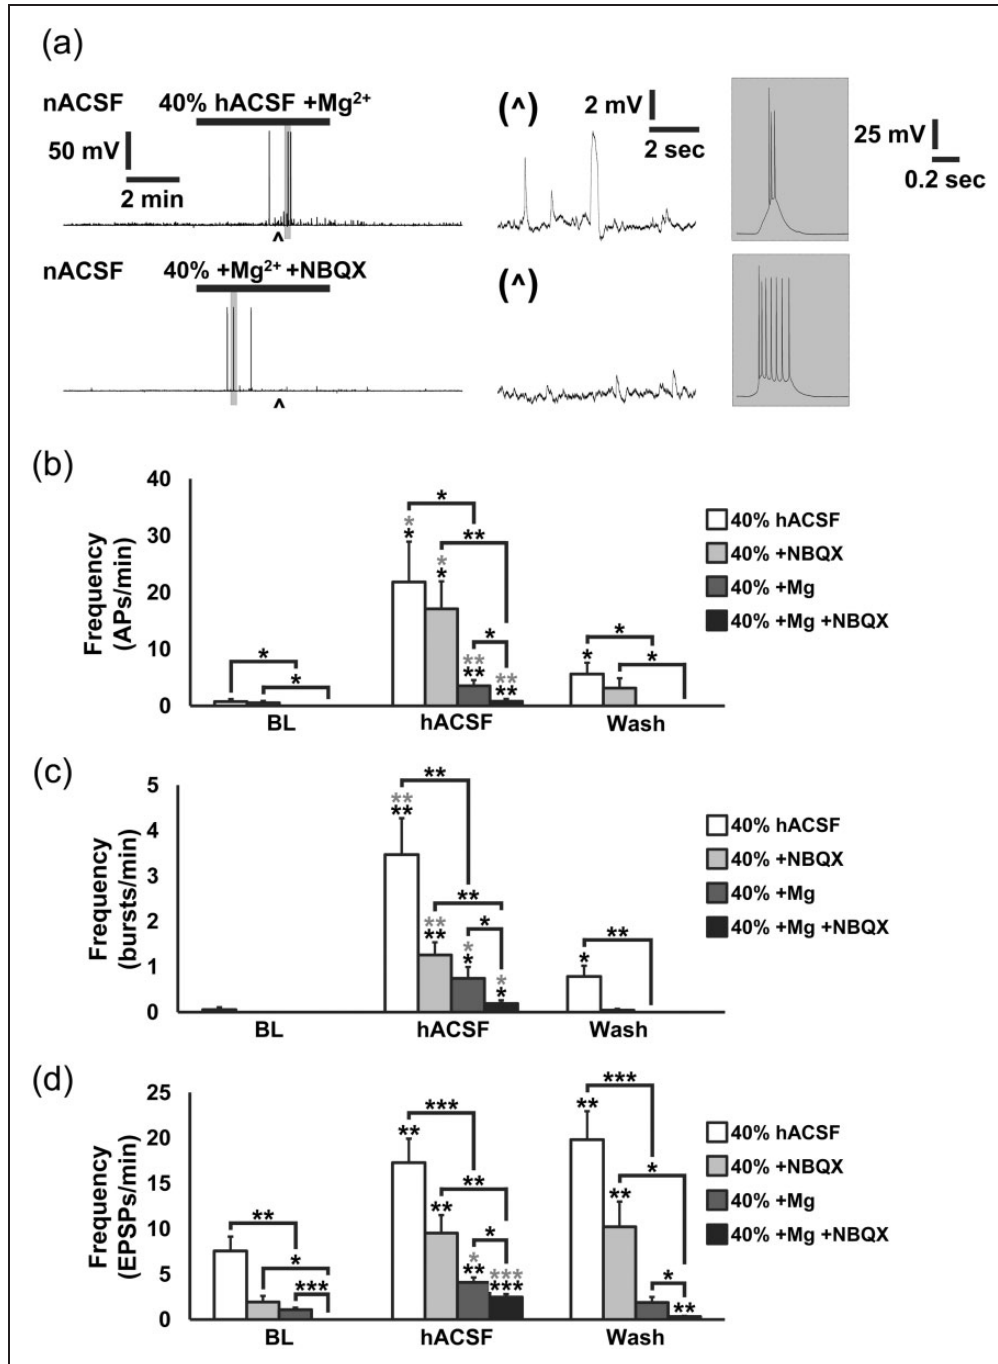 (a)
nACSF 40% hACSF +Mg²⁺
50 mV
2 min
^
(^) 2 mV
2 sec
25 mV
0.2 sec
nACSF 40% +Mg²⁺ +NBQX
^
(^)
(b)
Frequency
(APs/min)
40
30
20
10
0
* *
* * * * * ** ** ** * ** **
* * *
BL hACSF Wash
40% hACSF
40% +NBQX
40% +Mg
40% +Mg +NBQX
(c)
Frequency
(bursts/min)
5
4
3
2
1
0
** ** ** ** ** ** * * * * *
* **
BL hACSF Wash
40% hACSF
40% +NBQX
40% +Mg
40% +Mg +NBQX
(d)
Frequency
(EPSPs/min)
25
20
15
10
5
0
** * ***
*** ** ** ** * * ** *** ***
*** ** * ** * **
BL hACSF Wash
40% hACSF
40% +NBQX
40% +Mg
40% +Mg +NBQX